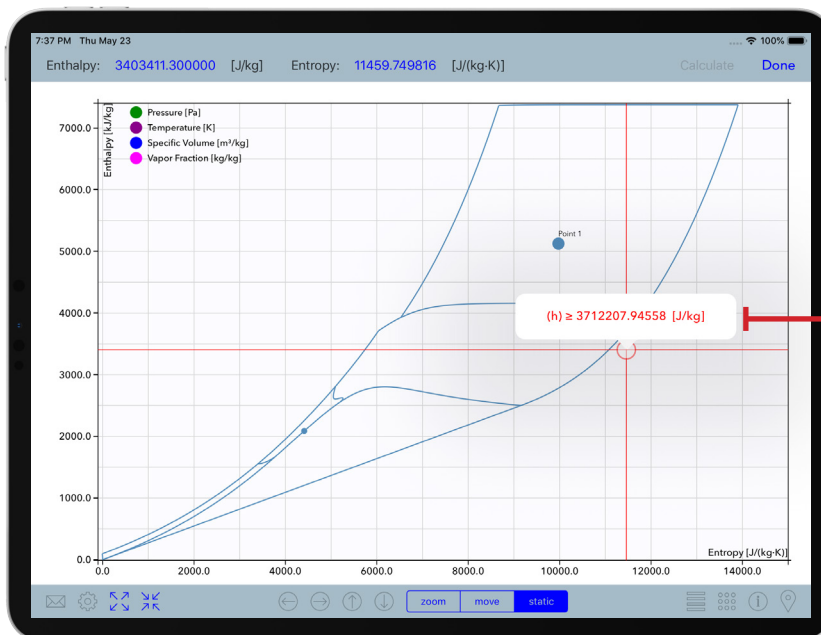 7:37 PM Thu May 23
100%
Enthalpy: 3403411.300000 [J/kg] Entropy: 11459.749816 [J/(kg·K)] Calculate Done
Enthalpy [kJ/kg]
Pressure [Pa]
Temperature [K]
Specific Volume [m³/kg]
Vapor Fraction [kg/kg]
7000.0
6000.0
5000.0
4000.0
3000.0
2000.0
1000.0
0.0
Point 1
(h) ≥ 3712207.94558 [J/kg]
Entropy [J/(kg·K)]
0.0 2000.0 4000.0 6000.0 8000.0 10000.0 12000.0 14000.0
zoom move static